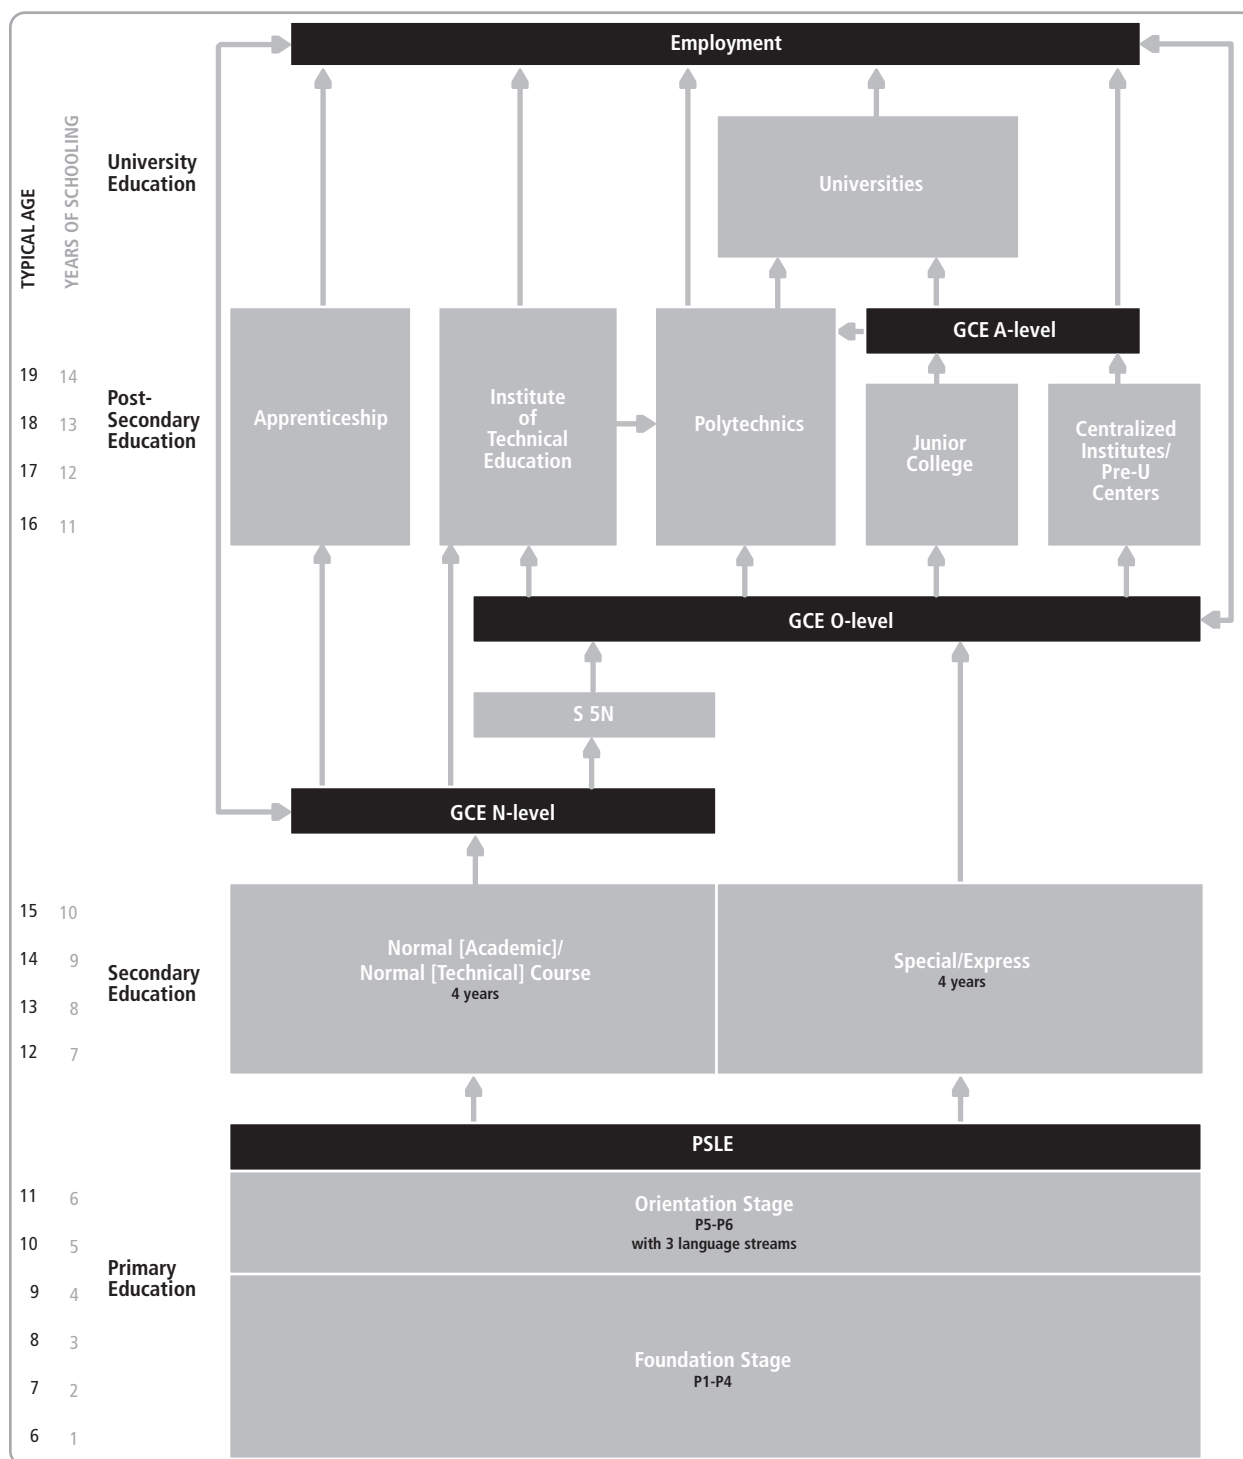 Employment
TYPICAL AGE
YEARS OF SCHOOLING
University
Education
Universities
GCE A-level
19 14
18 13
17 12
16 11
Post-
Secondary
Education
Apprenticeship
Institute
of
Technical
Education
Polytechnics
Junior
College
Centralized
Institutes/
Pre-U
Centers
GCE O-level
S 5N
GCE N-level
15 10
14 9
13 8
12 7
Secondary
Education
Normal [Academic]/
Normal [Technical] Course
4 years
Special/Express
4 years
PSLE
11 6
10 5
9 4
8 3
7 2
6 1
Primary
Education
Orientation Stage
P5-P6
with 3 language streams
Foundation Stage
P1-P4